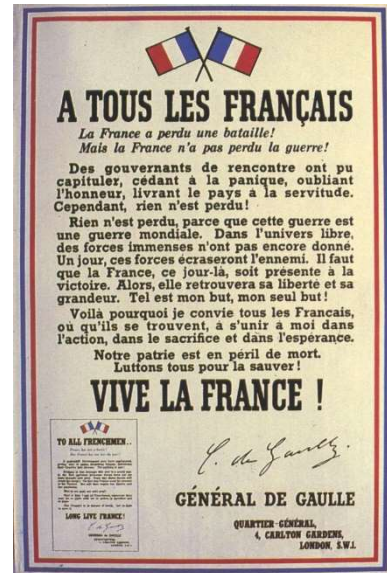 A TOUS LES FRANÇAIS
La France a perdu une bataille!
Mais la France n'a pas perdu la guerre!
Des gouvernants de rencontre ont pu
capituler, cédant à la panique, oubliant
l'honneur, livrant le pays à la servitude.
Cependant, rien n'est perdu!
Rien n'est perdu, parce que cette guerre est
une guerre mondiale. Dans l'univers libre,
des forces immenses n'ont pas encore donné.
Un jour, ces forces écraseront l'ennemi. Il faut
que la France, ce jour-là, soit présente à la
victoire. Alors, elle retrouvera sa liberté et sa
grandeur. Tel est mon but, mon seul but!
Voilà pourquoi je convie tous les Francais,
où qu'ils se trouvent, à s'unir à moi dans
l'action, dans le sacrifice et dans l'espérance.
Notre patrie est en péril de mort.
Luttons tous pour la sauver!
VIVE LA FRANCE !
C. de Gaulle.
GÉNÉRAL DE GAULLE
QUARTIER-GÉNÉRAL,
4, CARLTON GARDENS,
LONDON, S.W.1.
TO ALL FRENCHMEN..
LONG LIVE FRANCE!